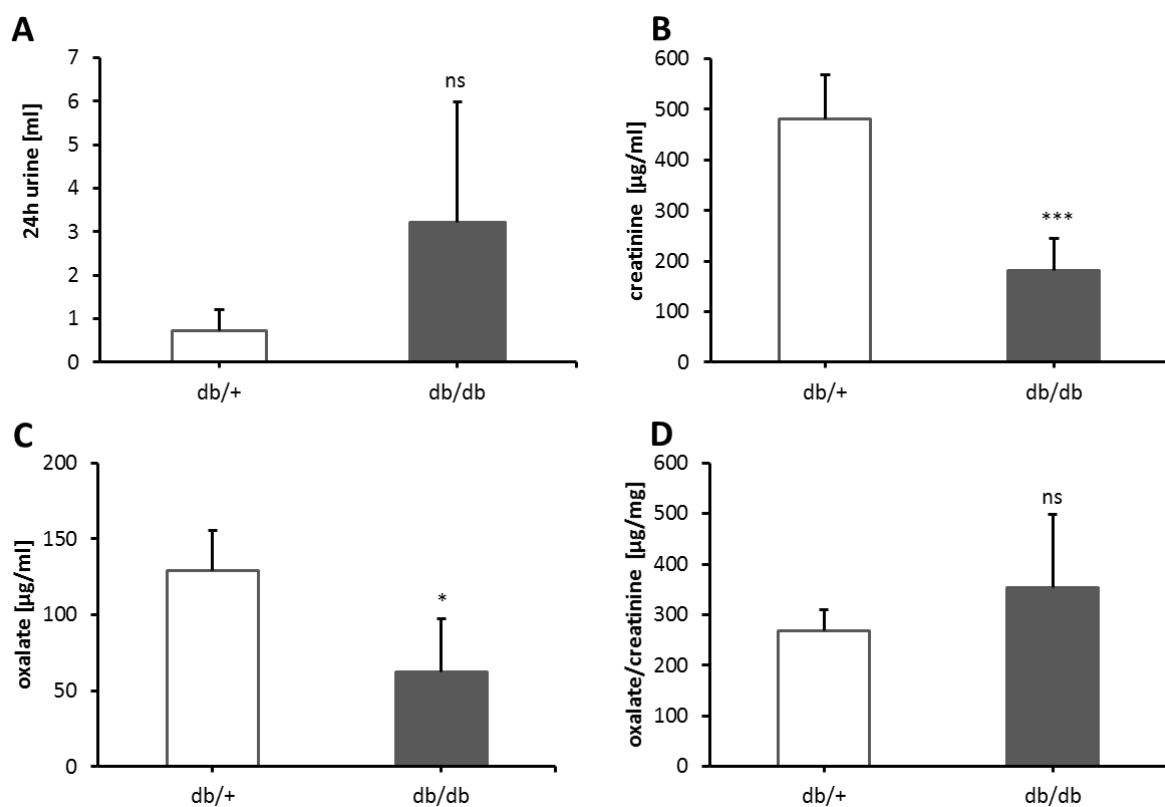 A
24h urine [ml]
7
6
5
4
3
2
1
0
ns
db/+
db/db
B
creatinine [µg/ml]
600
500
400
300
200
100
0
***
db/+
db/db
C
oxalate [µg/ml]
200
150
100
50
0
*
db/+
db/db
D
oxalate/creatinine [µg/mg]
600
500
400
300
200
100
0
ns
db/+
db/db